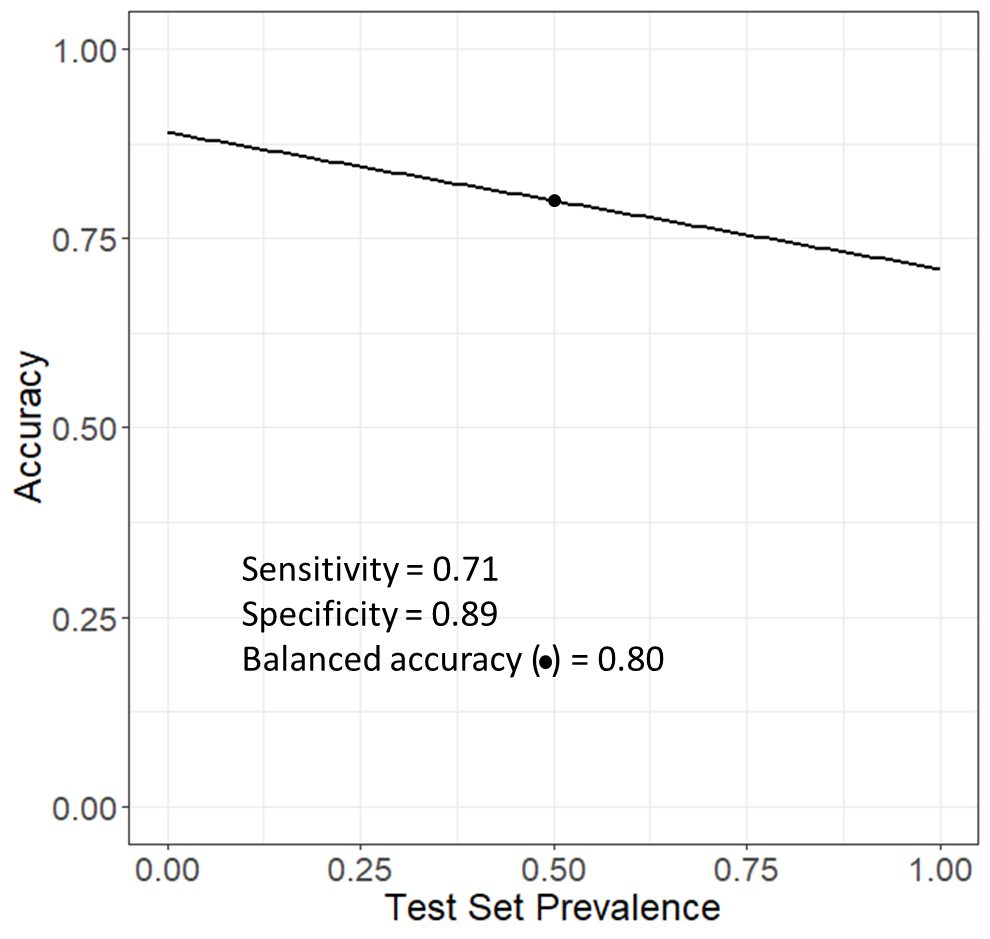 1.00
0.75
Accuracy
0.50
Sensitivity = 0.71
Specificity = 0.89
0.25
Balanced accuracy (●) = 0.80
0.00
0.00 0.25 0.50 0.75 1.00
Test Set Prevalence